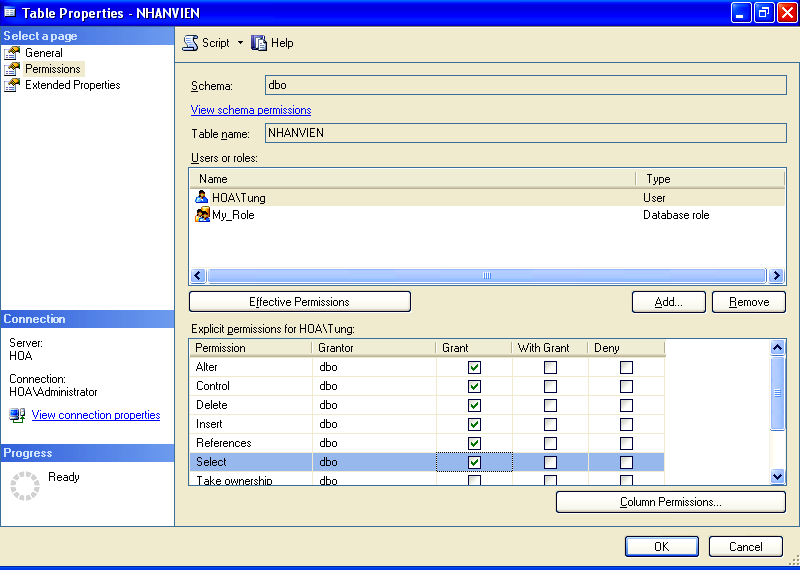 Table Properties - NHANVIEN
Select a page
General
Permissions
Extended Properties
Connection
Server:
HOA
Connection:
HOA\Administrator
View connection properties
Progress
Ready
Script Help
Schema: dbo
View schema permissions
Table name: NHANVIEN
Users or roles:
Name Type
HOA\Tung User
My_Role Database role
Effective Permissions Add... Remove
Explicit permissions for HOA\Tung:
Permission Grantor Grant With Grant Deny
Alter dbo
Control dbo
Delete dbo
Insert dbo
References dbo
Select dbo
Take ownership dbo
Column Permissions...
OK Cancel